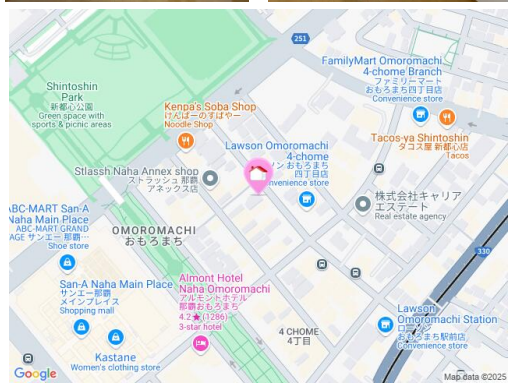 251
FamilyMart Omoromachi
4-chome Branch
ファミリーマート
おもろまち四丁目店
Convenience store
Shintoshin
Park
新都心公園
Green space with
sports & picnic areas
Kenpa's Soba Shop
けんぱーのすばやー
Noodle Shop
Tacos-ya Shintoshin
タコス屋 新都心店
Tacos
Lawson Omoromachi
4-chome
ン おもろまち
四丁目店
nvenience store
Stlassh Naha Annex shop
ストラッシュ 那覇
アネックス店
株式会社キャリア
エステート
Real estate agency
ABC-MART San-A
Naha Main Place
ABC-MART GRAND
AGE サンエー 那覇…
Shoe store
OMOROMACHI
おもろまち
330
San-A Naha Main Place
サンエー那覇
メインプレイス
Shopping mall
Almont Hotel
Naha Omoromachi
アルモントホテル
那覇おもろまち
4.2★(1286)
3-star hotel
Lawson
Omoromachi Station
おもろまち駅前店
Convenience store
4 CHOME
4丁目
Kastane
Women's clothing store
Google
Map data ©2025